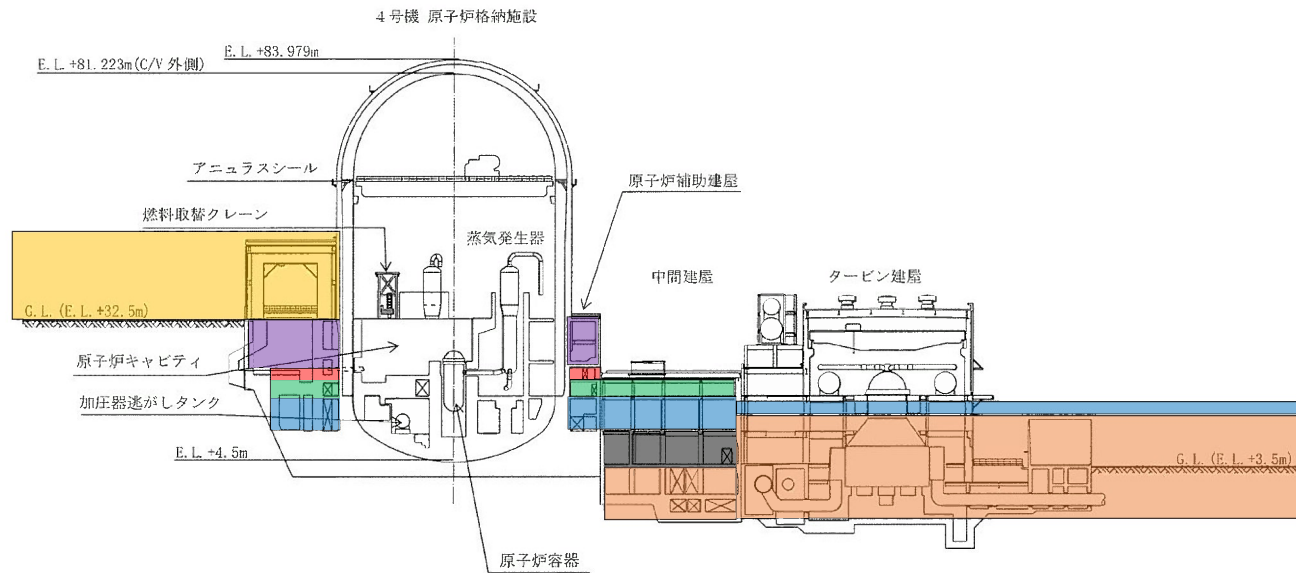 4号機 原子炉格納施設
E.L.+83.979m
E.L.+81.223m(C/V 外側)
アニュラスシール
原子炉補助建屋
燃料取替クレーン
蒸気発生器
中間建屋
タービン建屋
G.L.(E.L.+32.5m)
原子炉キャビティ
加圧器逃がしタンク
E.L.+4.5m
G.L.(E.L.+3.5m)
原子炉容器